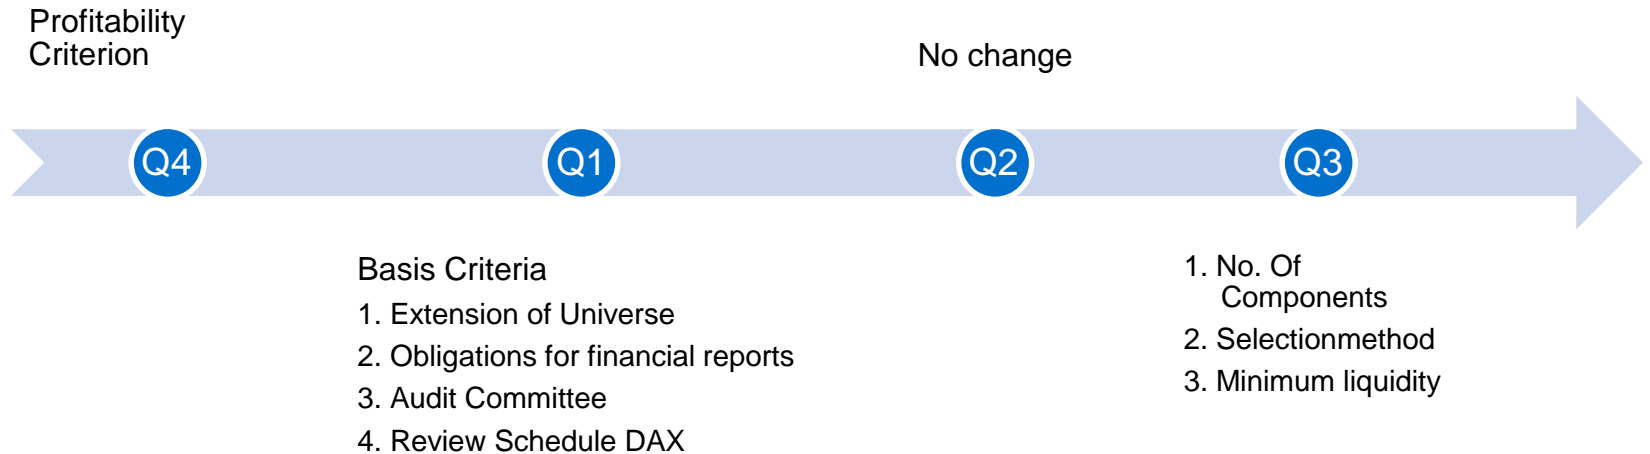 Profitability
Criterion
No change
Q4
Q1
Q2
Q3
Basis Criteria
1. Extension of Universe
2. Obligations for financial reports
3. Audit Committee
4. Review Schedule DAX
1. No. Of
Components
2. Selectionmethod
3. Minimum liquidity